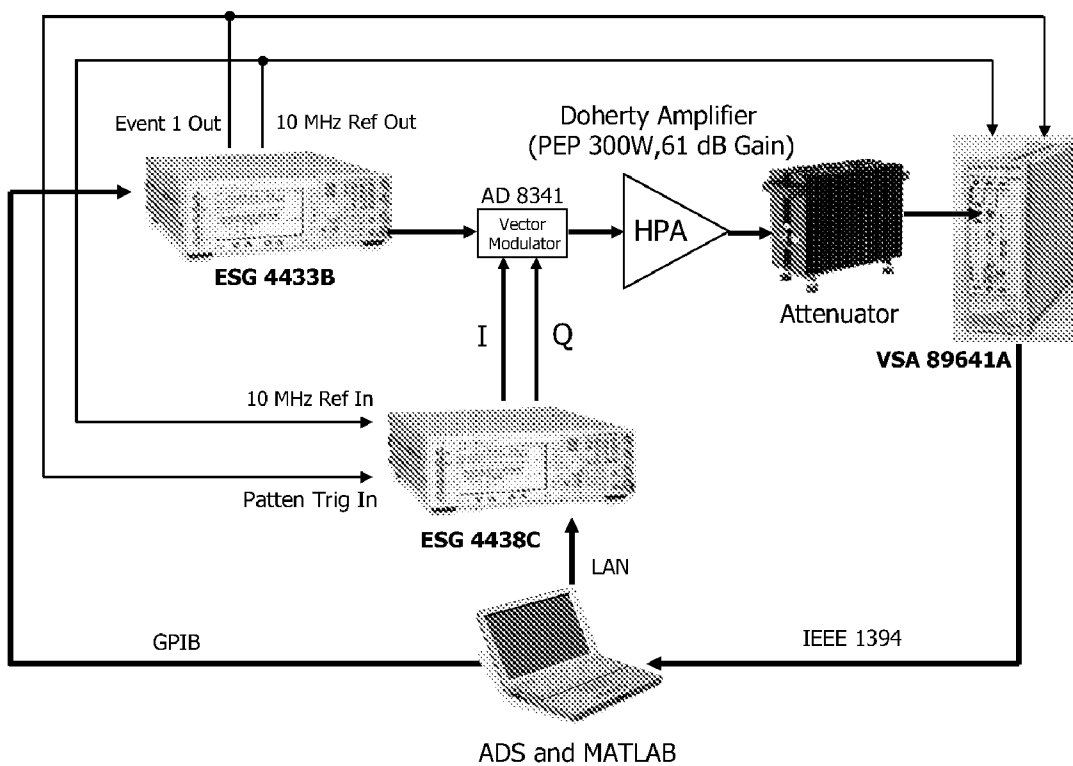 Event 1 Out
10 MHz Ref Out
Doherty Amplifier
(PEP 300W,61 dB Gain)
AD 8341
Vector
Modulator
HPA
ESG 4433B
Attenuator
I
Q
VSA 89641A
10 MHz Ref In
Patten Trig In
ESG 4438C
LAN
GPIB
IEEE 1394
ADS and MATLAB